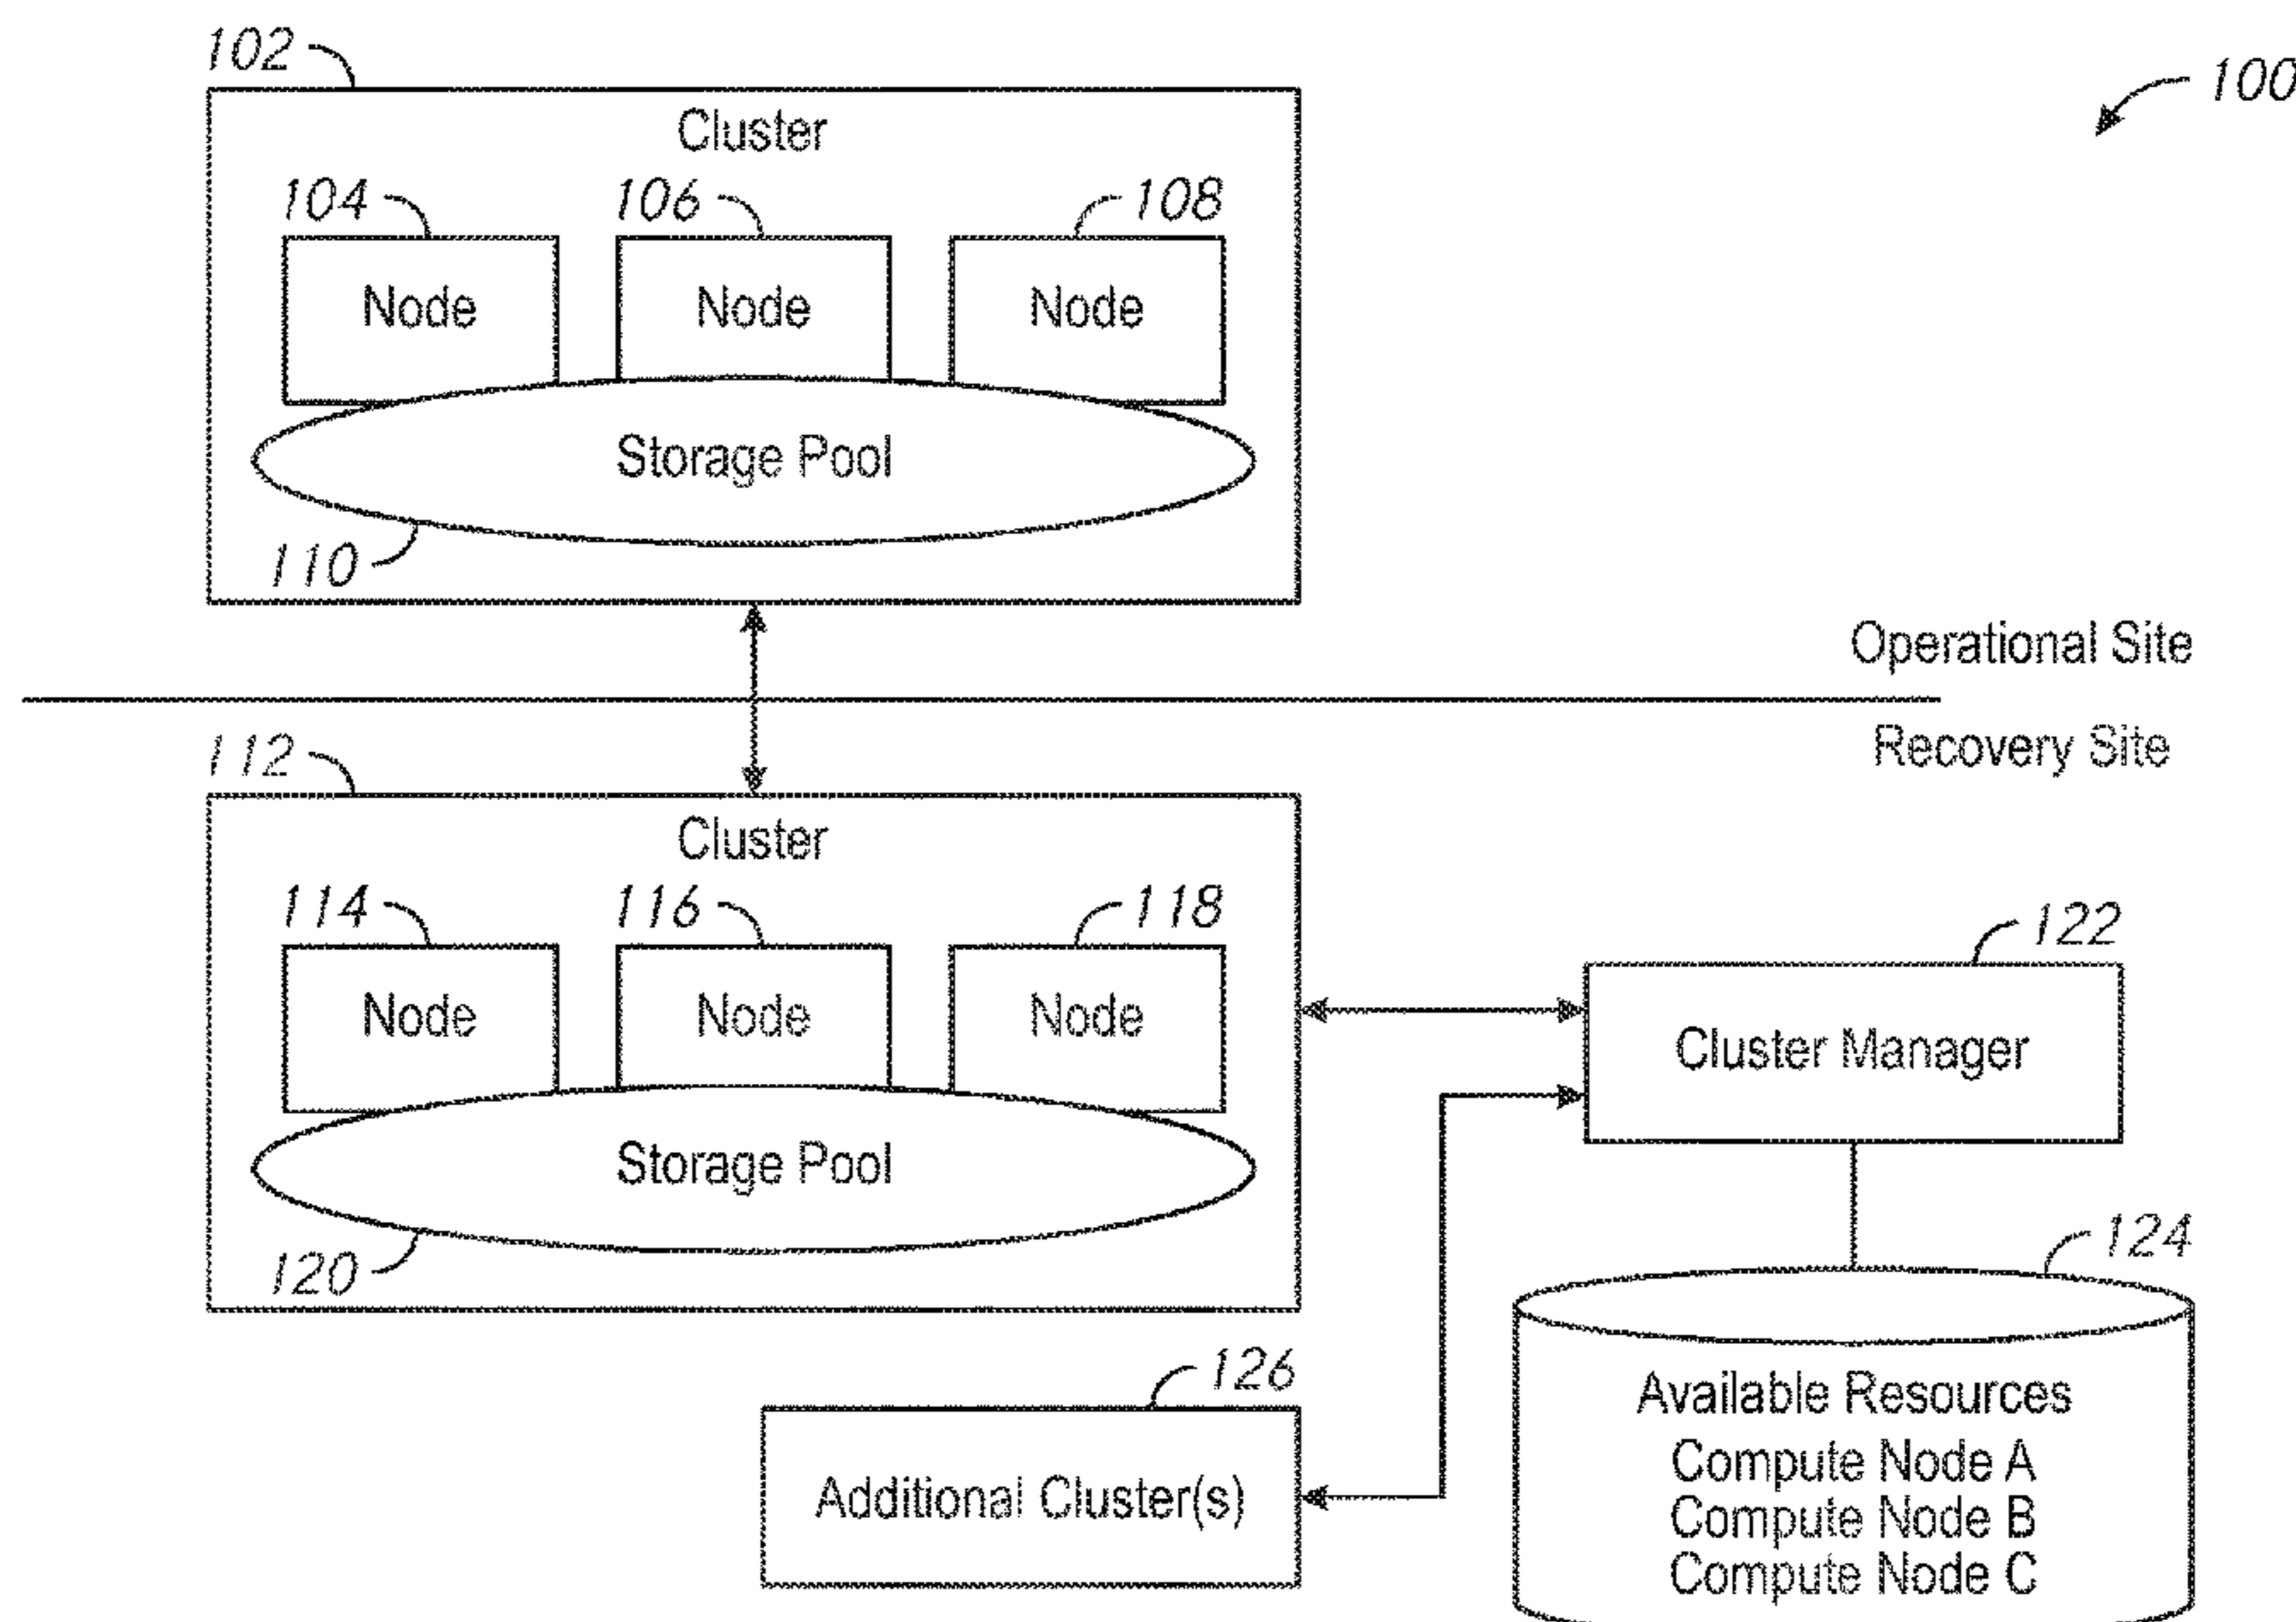 102
100
Cluster
104 106 108
Node Node Node
Storage Pool
110
Operational Site
Recovery Site
112
Cluster
114 116 118
122
Node Node Node
Cluster Manager
Storage Pool
120
124
126
Available Resources
Additional Cluster(s)
Compute Node A
Compute Node B
Compute Node C